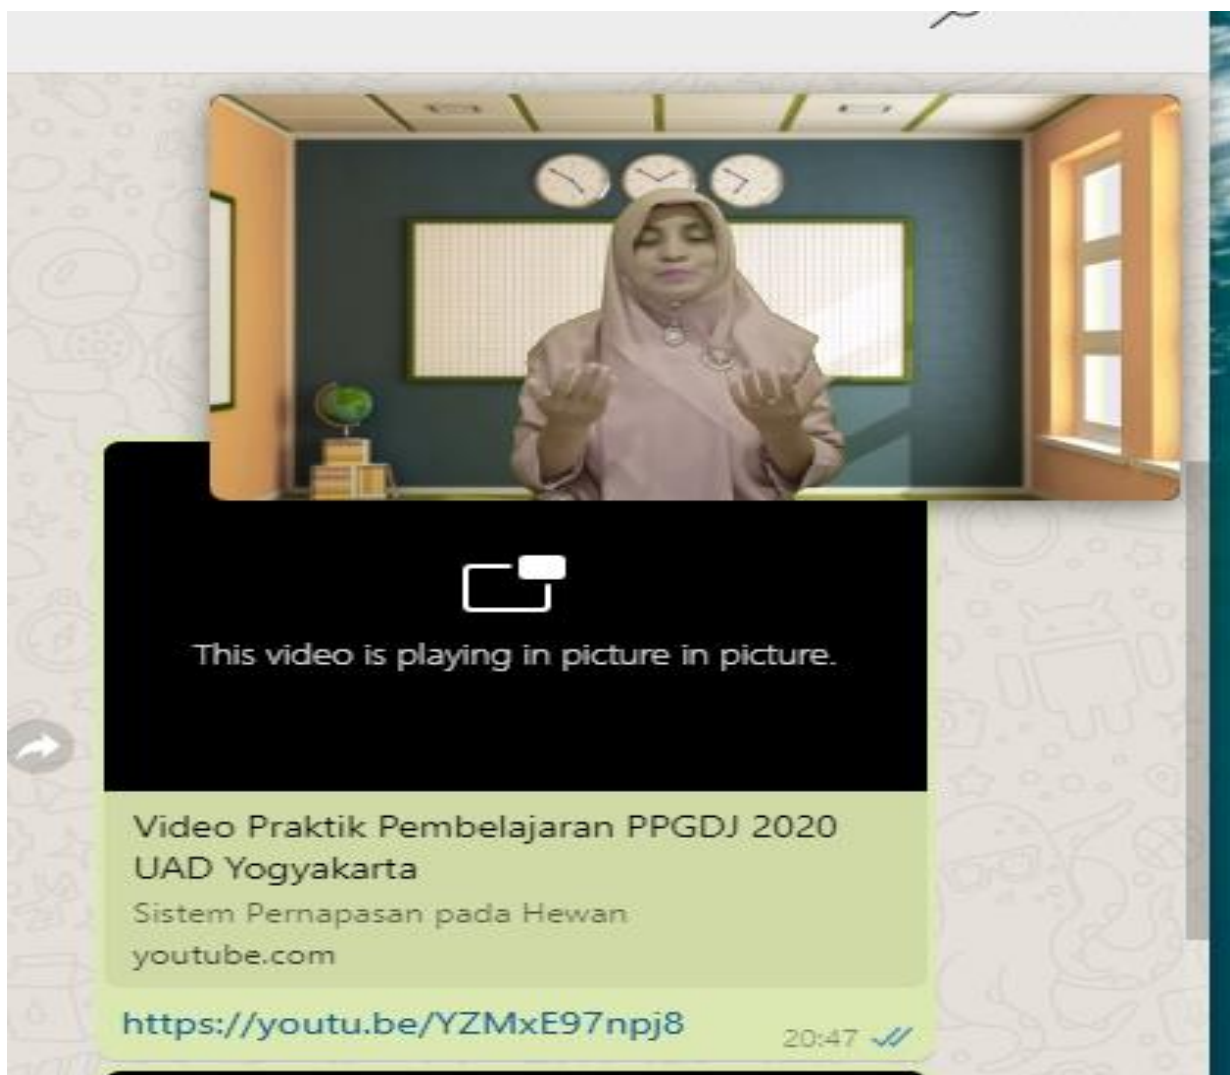 This video is playing in picture in picture.
Video Praktik Pembelajaran PPGDJ 2020
UAD Yogyakarta
Sistem Pernapasan pada Hewan
youtube.com
https://youtu.be/YZMxE97npj8
20:47